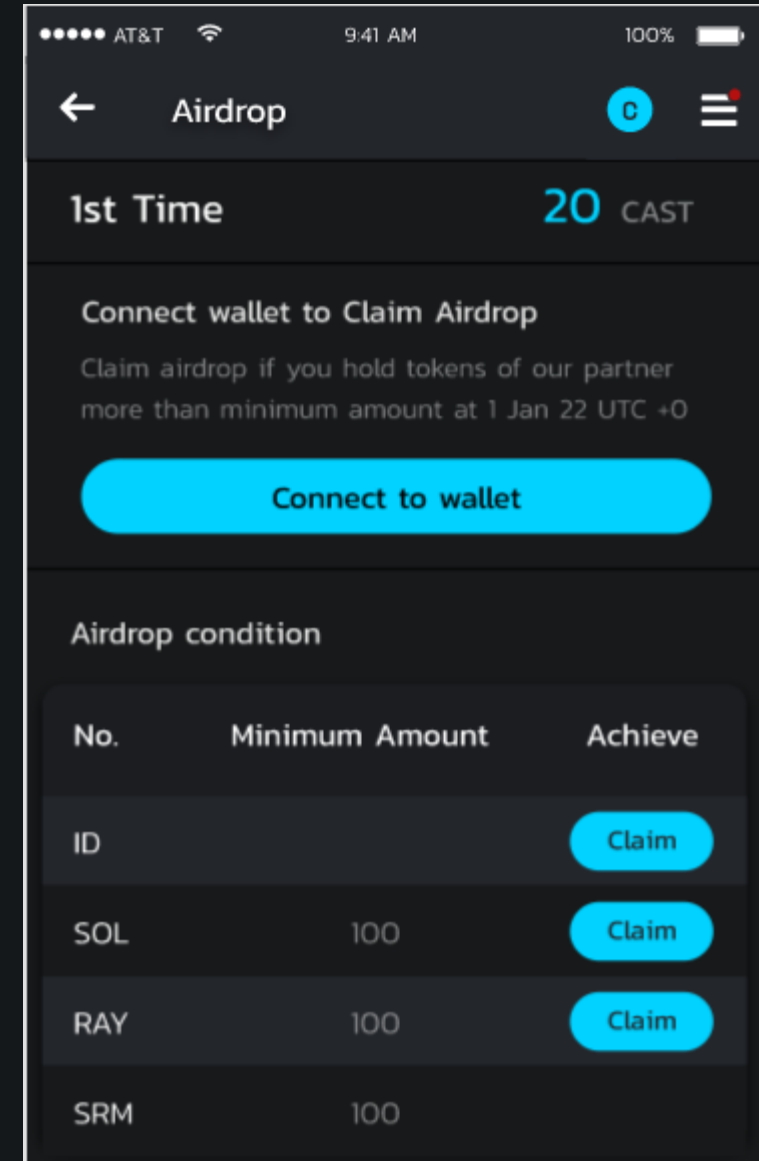 AT&T 9:41 AM 100%
Airdrop C
1st Time 20 CAST
Connect wallet to Claim Airdrop
Claim airdrop if you hold tokens of our partner
more than minimum amount at 1 Jan 22 UTC +0
Connect to wallet
Airdrop condition
No. Minimum Amount Achieve
ID Claim
SOL 100 Claim
RAY 100 Claim
SRM 100